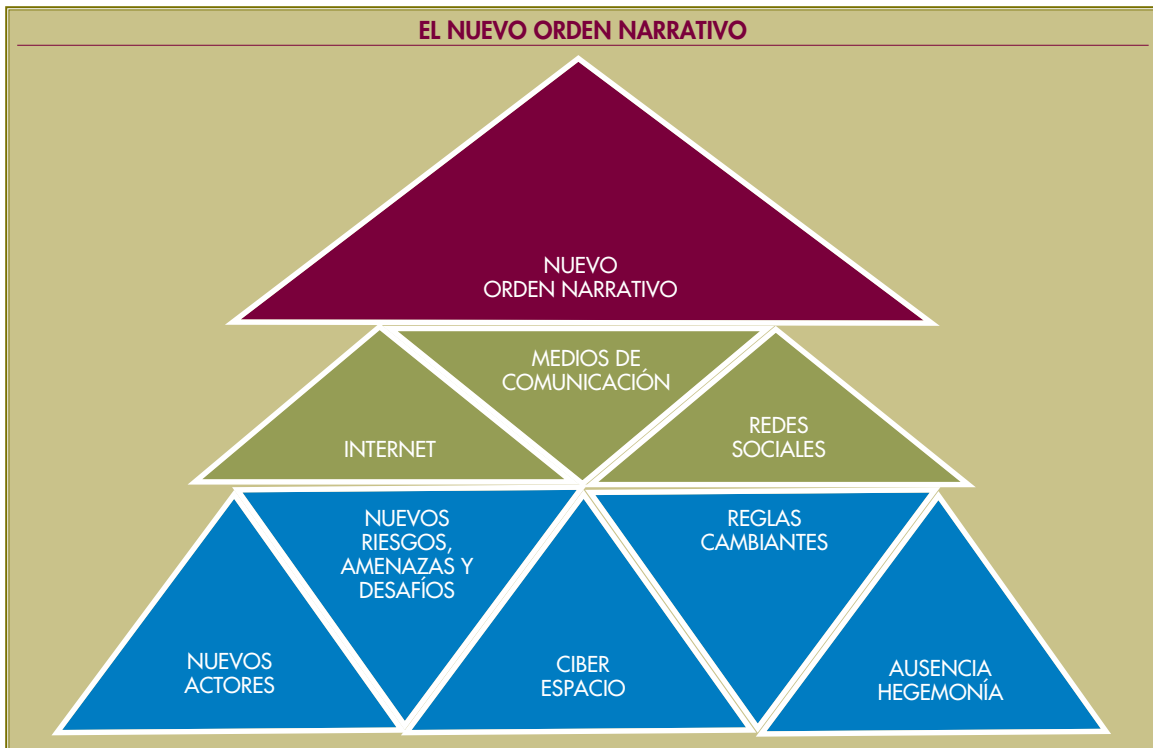 EL NUEVO ORDEN NARRATIVO
NUEVO
ORDEN NARRATIVO
INTERNET
MEDIOS DE
COMUNICACIÓN
REDES
SOCIALES
NUEVOS
ACTORES
NUEVOS
RIESGOS,
AMENAZAS Y
DESAFÍOS
CIBER
ESPACIO
REGLAS
CAMBIANTES
AUSENCIA
HEGEMONÍA